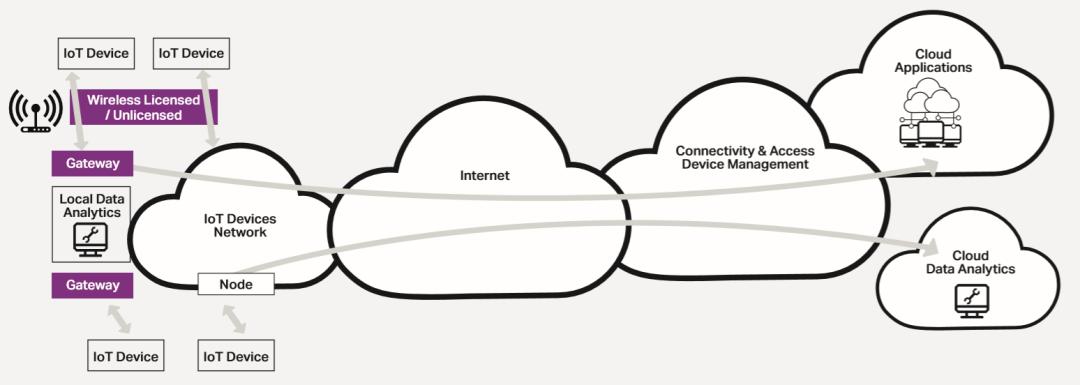 IoT Device
IoT Device
Wireless Licensed
/ Unlicensed
Gateway
Local Data
Analytics
Gateway
IoT Devices
Network
Node
IoT Device
IoT Device
Internet
Connectivity & Access
Device Management
Cloud
Applications
Cloud
Data Analytics